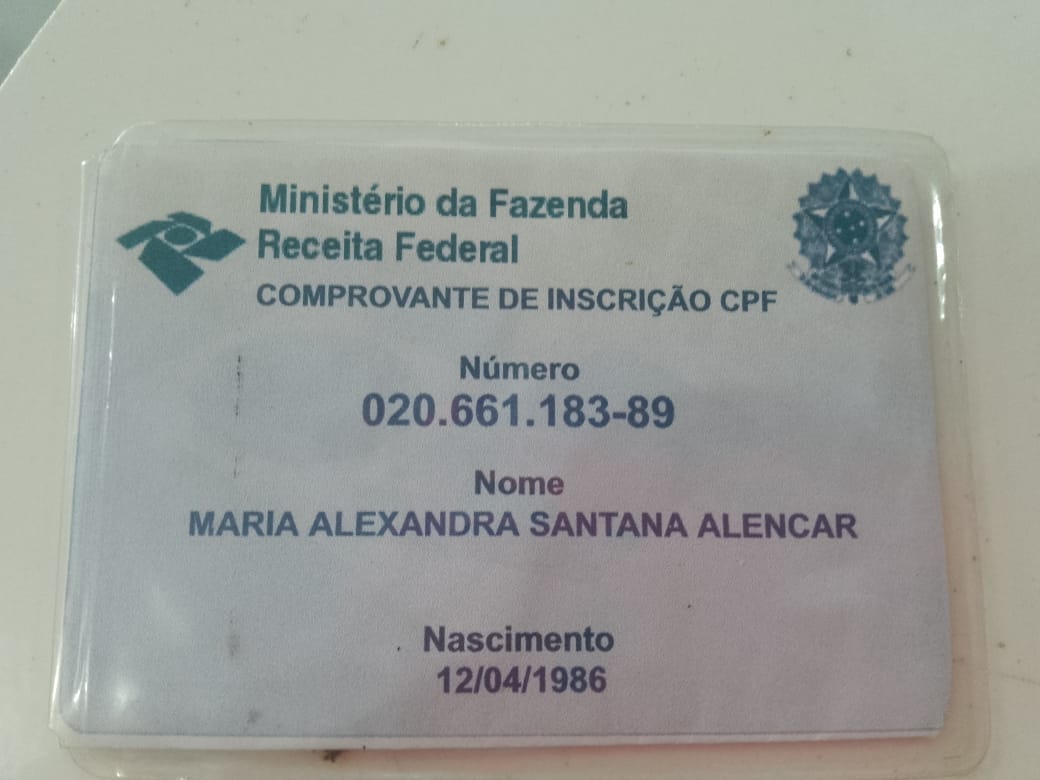 Ministério da Fazenda
Receita Federal
COMPROVANTE DE INSCRIÇÃO CPF
Número
020.661.183-89
Nome
MARIA ALEXANDRA SANTANA ALENCAR
Nascimento
12/04/1986